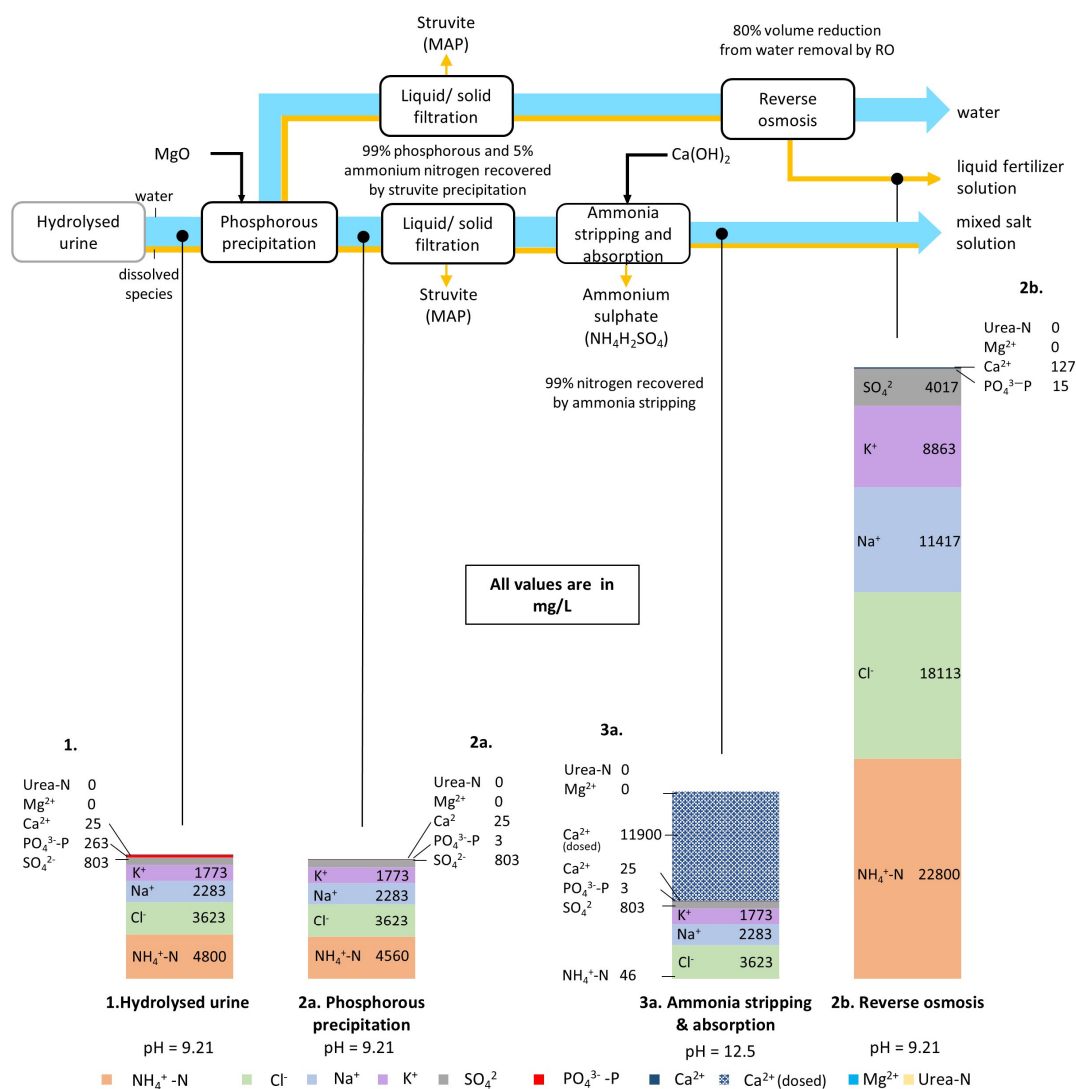 Struvite
(MAP)
80% volume reduction
from water removal by RO
Liquid/ solid
filtration
Reverse
osmosis
water
MgO
99% phosphorous and 5%
ammonium nitrogen recovered
by struvite precipitation
Ca(OH)₂
liquid fertilizer
solution
water
Hydrolysed
urine
Phosphorous
precipitation
Liquid/ solid
filtration
Ammonia
stripping and
absorption
mixed salt
solution
dissolved
species
Struvite
(MAP)
Ammonium
sulphate
(NH₄H₂SO₄)
99% nitrogen recovered
by ammonia stripping
2b.
Urea-N 0
Mg²⁺ 0
Ca²⁺ 127
PO₄³⁻‒P 15
SO₄² 4017
K⁺ 8863
Na⁺ 11417
Cl⁻ 18113
NH₄⁺-N 22800
All values are in
mg/L
1.
Urea-N 0
Mg²⁺ 0
Ca²⁺ 25
PO₄³⁻-P 263
SO₄²⁻ 803
K⁺ 1773
Na⁺ 2283
Cl⁻ 3623
NH₄⁺-N 4800
2a.
Urea-N 0
Mg²⁺ 0
Ca² 25
PO₄³⁻-P 3
SO₄²⁻ 803
K⁺ 1773
Na⁺ 2283
Cl⁻ 3623
NH₄⁺-N 4560
3a.
Urea-N 0
Mg²⁺ 0
Ca²⁺ 11900
(dosed)
Ca²⁺ 25
PO₄³⁻-P 3
SO₄² 803
K⁺ 1773
Na⁺ 2283
Cl⁻ 3623
NH₄⁺-N 46
1.Hydrolysed urine
pH = 9.21
2a. Phosphorous
precipitation
pH = 9.21
3a. Ammonia stripping
& absorption
pH = 12.5
2b. Reverse osmosis
pH = 9.21
NH₄⁺ -N Cl⁻ Na⁺ K⁺ SO₄² PO₄³⁻ -P Ca²⁺ Ca²⁺ (dosed) Mg²⁺ Urea-N